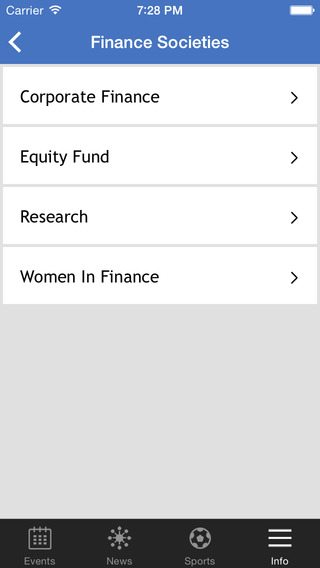 Carrier 7:28 PM
Finance Societies
Corporate Finance
Equity Fund
Research
Women In Finance
Events News Sports Info